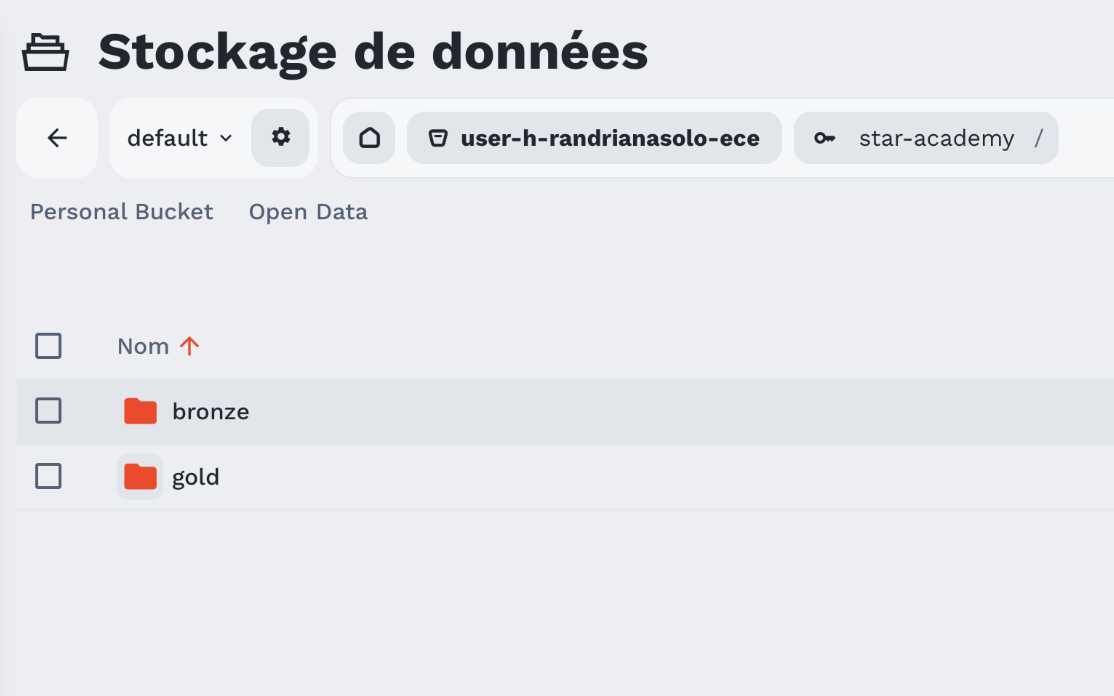 Stockage de données
default user-h-randrianasolo-ece star-academy /
Personal Bucket Open Data
Nom
bronze
gold